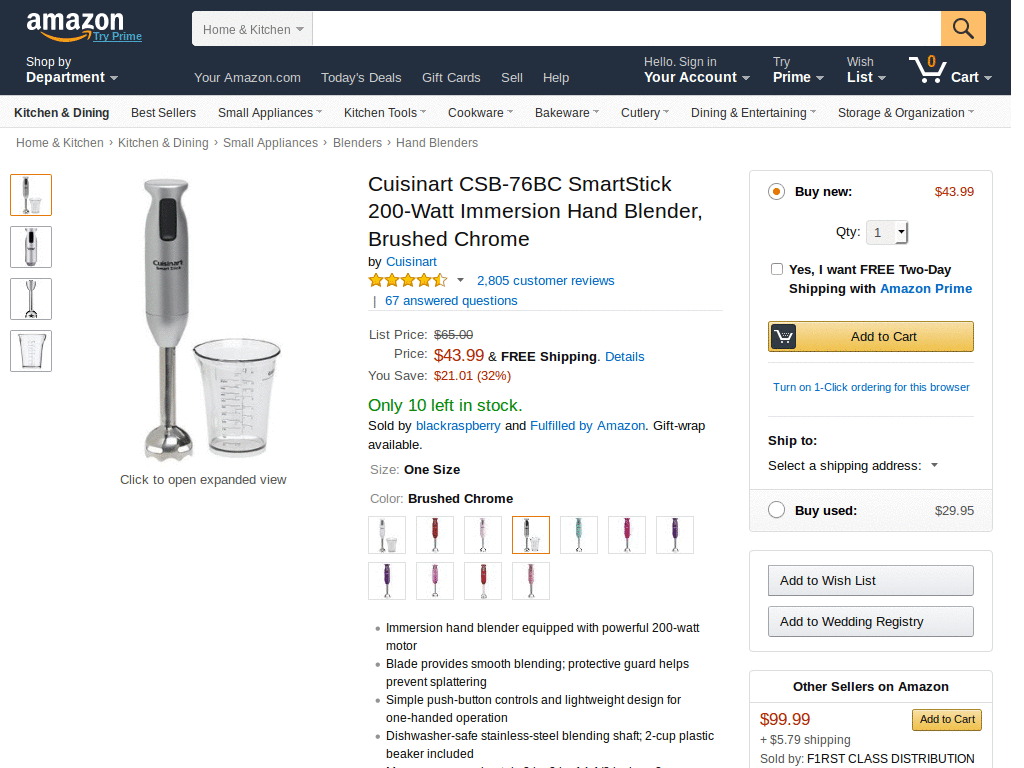 amazon
Try Prime
Home & Kitchen
Shop by
Department
Your Amazon.com
Today's Deals
Gift Cards
Sell
Help
Hello. Sign in
Your Account
Try
Prime
Wish
List
0
Cart
Kitchen & Dining
Best Sellers
Small Appliances
Kitchen Tools
Cookware
Bakeware
Cutlery
Dining & Entertaining
Storage & Organization
Home & Kitchen › Kitchen & Dining › Small Appliances › Blenders › Hand Blenders
Cuisinart
Smart Stick
Click to open expanded view
Cuisinart CSB-76BC SmartStick
200-Watt Immersion Hand Blender,
Brushed Chrome
by Cuisinart
2,805 customer reviews
| 67 answered questions
List Price: $65.00
Price: $43.99 & FREE Shipping. Details
You Save: $21.01 (32%)
Only 10 left in stock.
Sold by blackraspberry and Fulfilled by Amazon. Gift-wrap
available.
Size: One Size
Color: Brushed Chrome
Immersion hand blender equipped with powerful 200-watt
motor
Blade provides smooth blending; protective guard helps
prevent splattering
Simple push-button controls and lightweight design for
one-handed operation
Dishwasher-safe stainless-steel blending shaft; 2-cup plastic
beaker included
Buy new: $43.99
Qty: 1
Yes, I want FREE Two-Day
Shipping with Amazon Prime
Add to Cart
Turn on 1-Click ordering for this browser
Ship to:
Select a shipping address:
Buy used: $29.95
Add to Wish List
Add to Wedding Registry
Other Sellers on Amazon
$99.99 Add to Cart
+ $5.79 shipping
Sold by: F1RST CLASS DISTRIBUTION